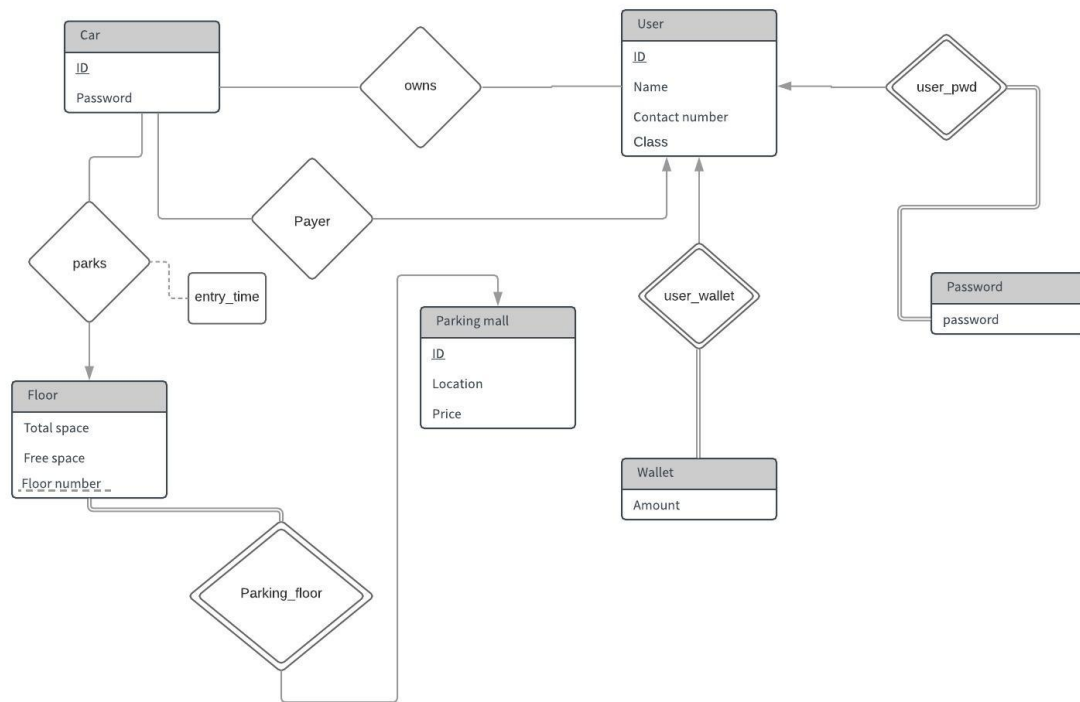 Car
ID
Password
owns
User
ID
Name
Contact number
Class
user_pwd
Payer
parks
entry_time
user_wallet
Password
password
Parking mall
ID
Location
Price
Floor
Total space
Free space
Floor number
Wallet
Amount
Parking_floor